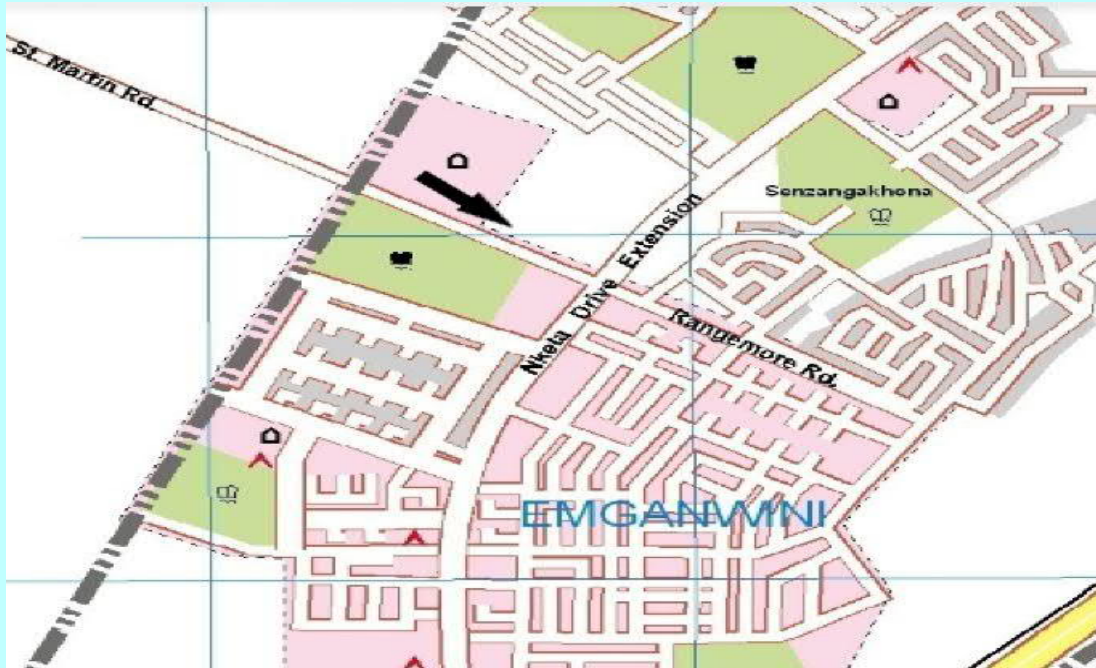 St. Martin Rd.
Senzangakhona
Nketa Drive Extension
Rangemore Rd.
EMGANWINI